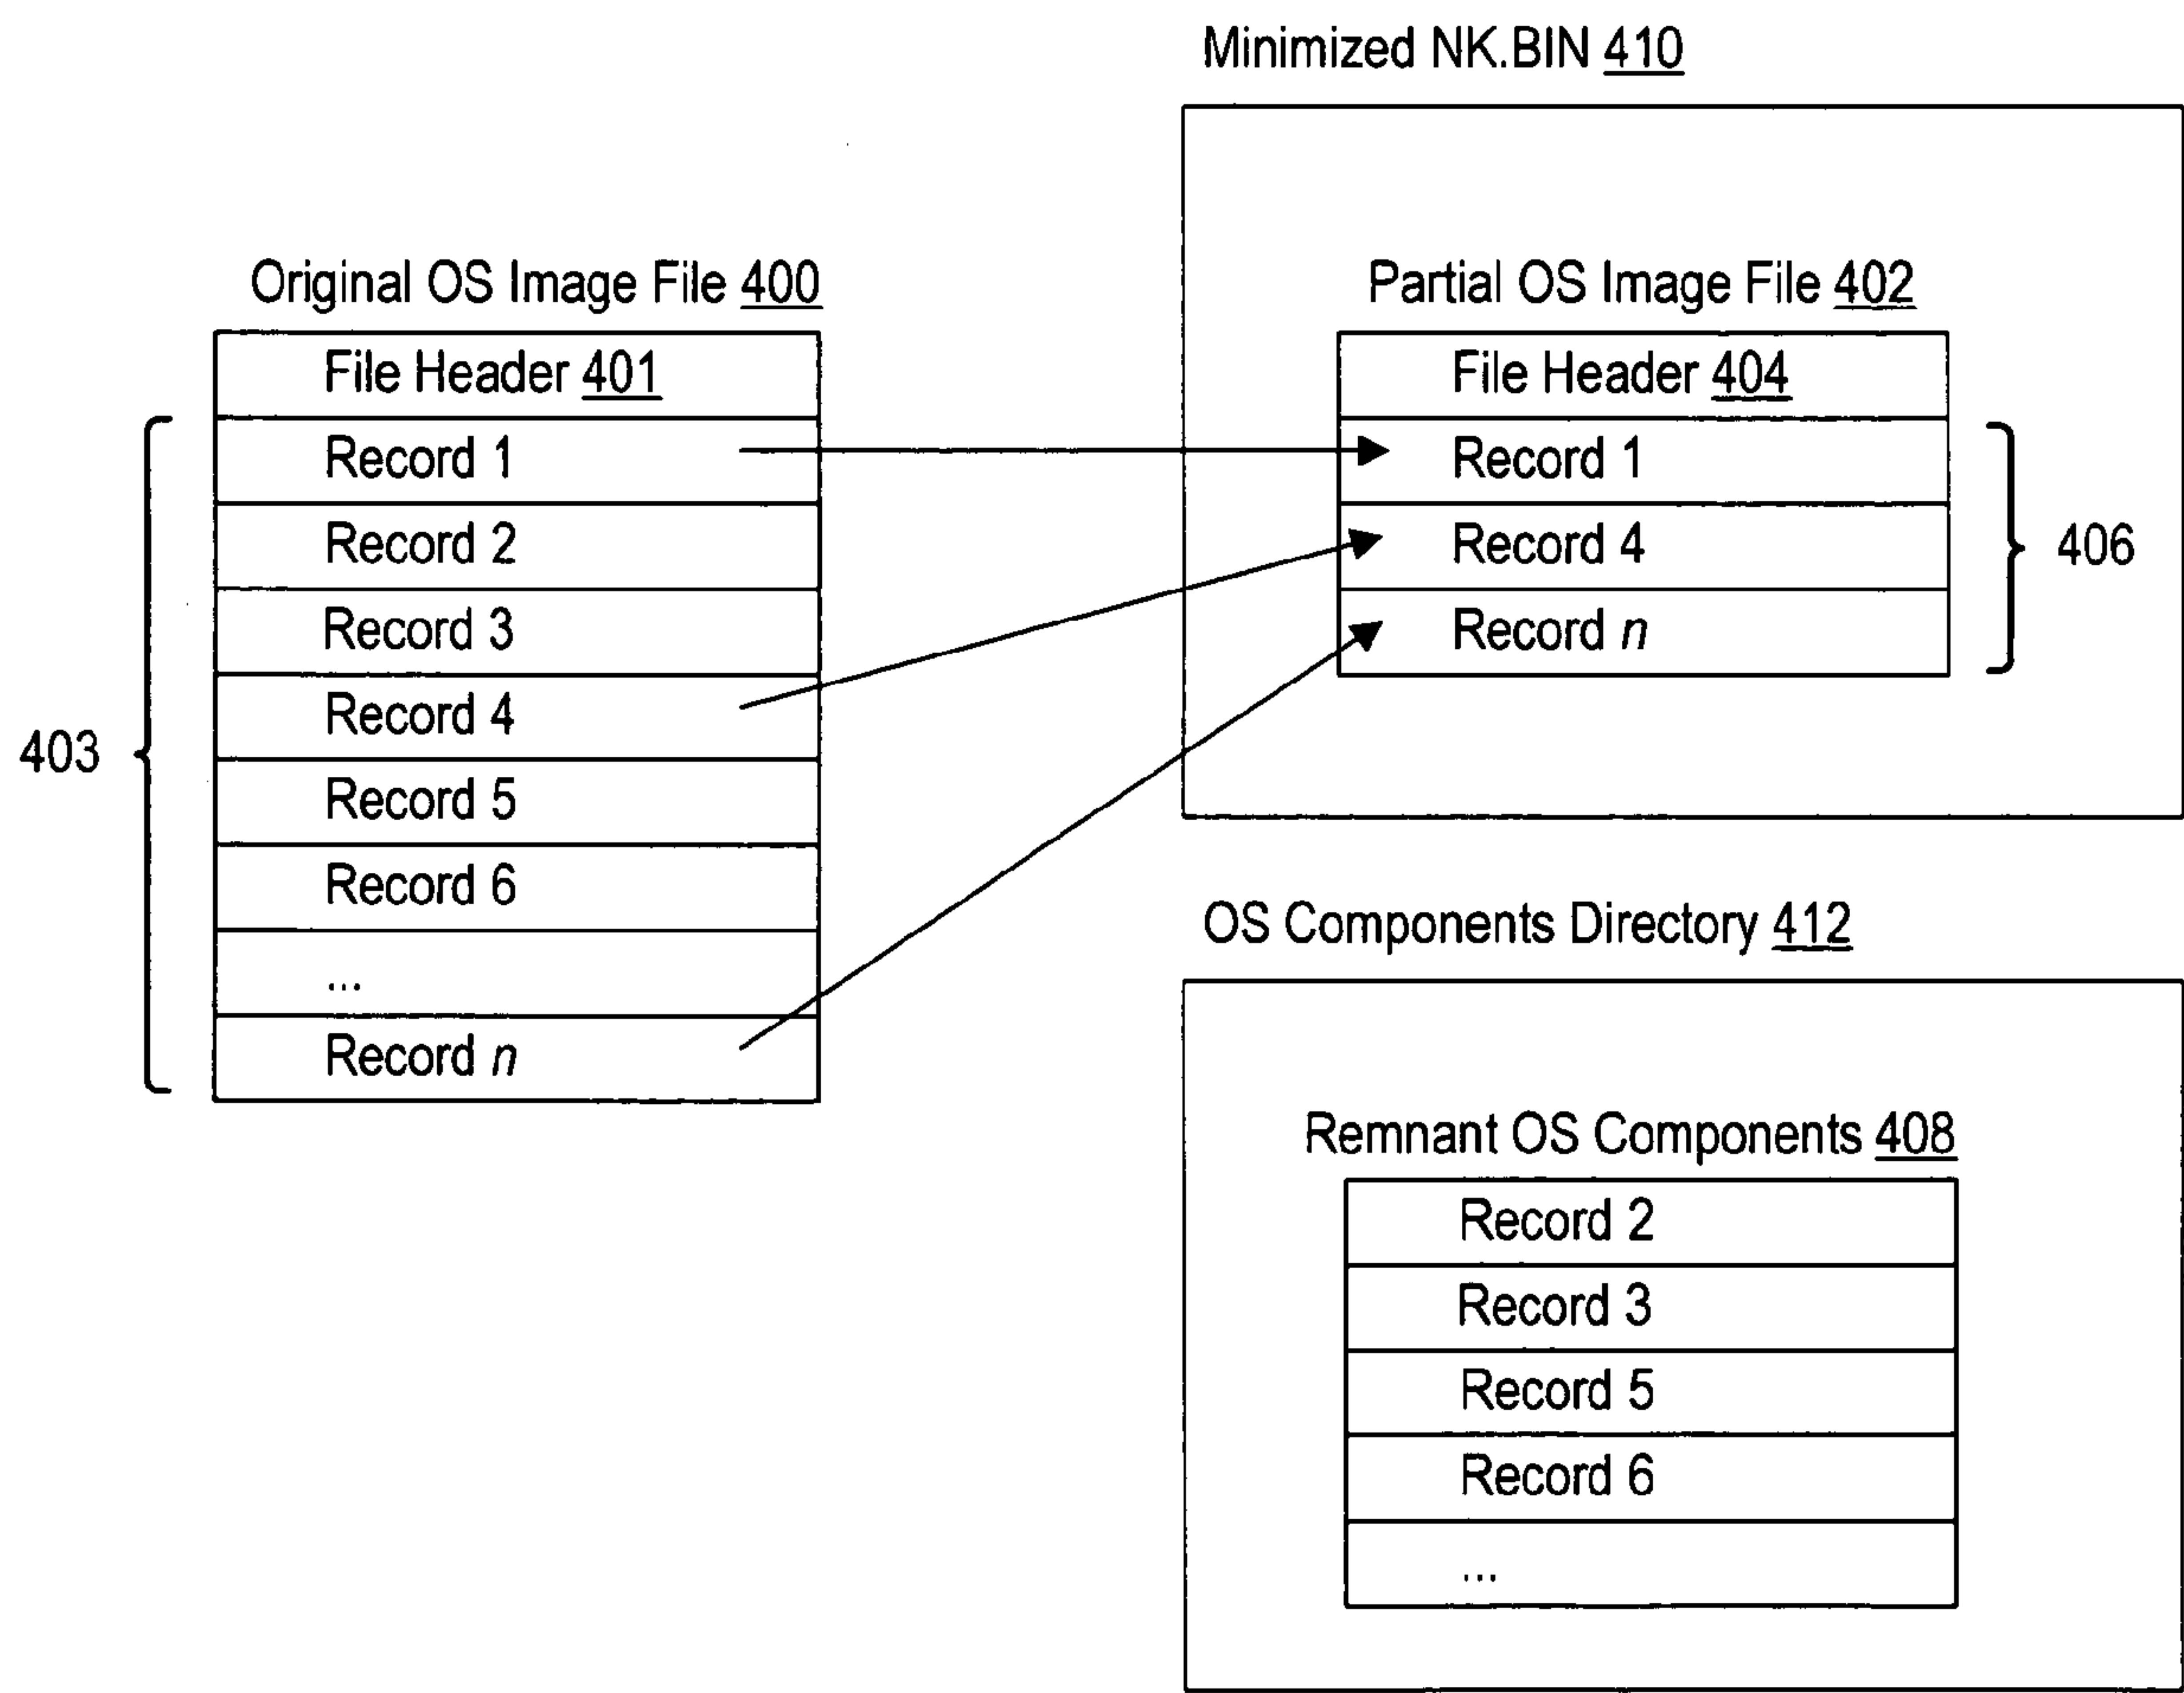 Minimized NK.BIN 410
Original OS Image File 400
File Header 401
Record 1
Record 2
Record 3
Record 4
Record 5
Record 6
...
Record n
403
Partial OS Image File 402
File Header 404
Record 1
Record 4
Record n
406
OS Components Directory 412
Remnant OS Components 408
Record 2
Record 3
Record 5
Record 6
...